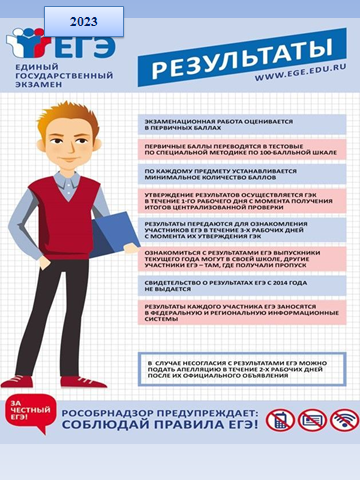 2023
ЕГЭ
ЕДИНЫЙ
ГОСУДАРСТВЕННЫЙ
ЭКЗАМЕН
РЕЗУЛЬТАТЫ
WWW.EGE.EDU.RU
ЭКЗАМЕНАЦИОННАЯ РАБОТА ОЦЕНИВАЕТСЯ
В ПЕРВИЧНЫХ БАЛЛАХ
ПЕРВИЧНЫЕ БАЛЛЫ ПЕРЕВОДЯТСЯ В ТЕСТОВЫЕ
ПО СПЕЦИАЛЬНОЙ МЕТОДИКЕ ПО 100-БАЛЛЬНОЙ ШКАЛЕ
ПО КАЖДОМУ ПРЕДМЕТУ УСТАНАВЛИВАЕТСЯ
МИНИМАЛЬНОЕ КОЛИЧЕСТВО БАЛЛОВ
УТВЕРЖДЕНИЕ РЕЗУЛЬТАТОВ ОСУЩЕСТВЛЯЕТСЯ ГЭК
В ТЕЧЕНИЕ 1-ГО РАБОЧЕГО ДНЯ С МОМЕНТА ПОЛУЧЕНИЯ
ИТОГОВ ЦЕНТРАЛИЗОВАННОЙ ПРОВЕРКИ
РЕЗУЛЬТАТЫ ПЕРЕДАЮТСЯ ДЛЯ ОЗНАКОМЛЕНИЯ
УЧАСТНИКОВ ЕГЭ В ТЕЧЕНИЕ 3-Х РАБОЧИХ ДНЕЙ
С МОМЕНТА ИХ УТВЕРЖДЕНИЯ ГЭК
ОЗНАКОМИТЬСЯ С РЕЗУЛЬТАТАМИ ЕГЭ ВЫПУСКНИКИ
ТЕКУЩЕГО ГОДА МОГУТ В СВОЕЙ ШКОЛЕ, ДРУГИЕ
УЧАСТНИКИ ЕГЭ – ТАМ, ГДЕ ПОЛУЧАЛИ ПРОПУСК
СВИДЕТЕЛЬСТВО О РЕЗУЛЬТАТАХ ЕГЭ С 2014 ГОДА
НЕ ВЫДАЕТСЯ
РЕЗУЛЬТАТЫ КАЖДОГО УЧАСТНИКА ЕГЭ ЗАНОСЯТСЯ
В ФЕДЕРАЛЬНУЮ И РЕГИОНАЛЬНУЮ ИНФОРМАЦИОННЫЕ
СИСТЕМЫ
В СЛУЧАЕ НЕСОГЛАСИЯ С РЕЗУЛЬТАТАМИ ЕГЭ МОЖНО
ПОДАТЬ АПЕЛЛЯЦИЮ В ТЕЧЕНИЕ 2-Х РАБОЧИХ ДНЕЙ
ПОСЛЕ ИХ ОФИЦИАЛЬНОГО ОБЪЯВЛЕНИЯ
ЗА
ЧЕСТНЫЙ
ЕГЭ!
РОСОБРНАДЗОР ПРЕДУПРЕЖДАЕТ:
СОБЛЮДАЙ ПРАВИЛА ЕГЭ!